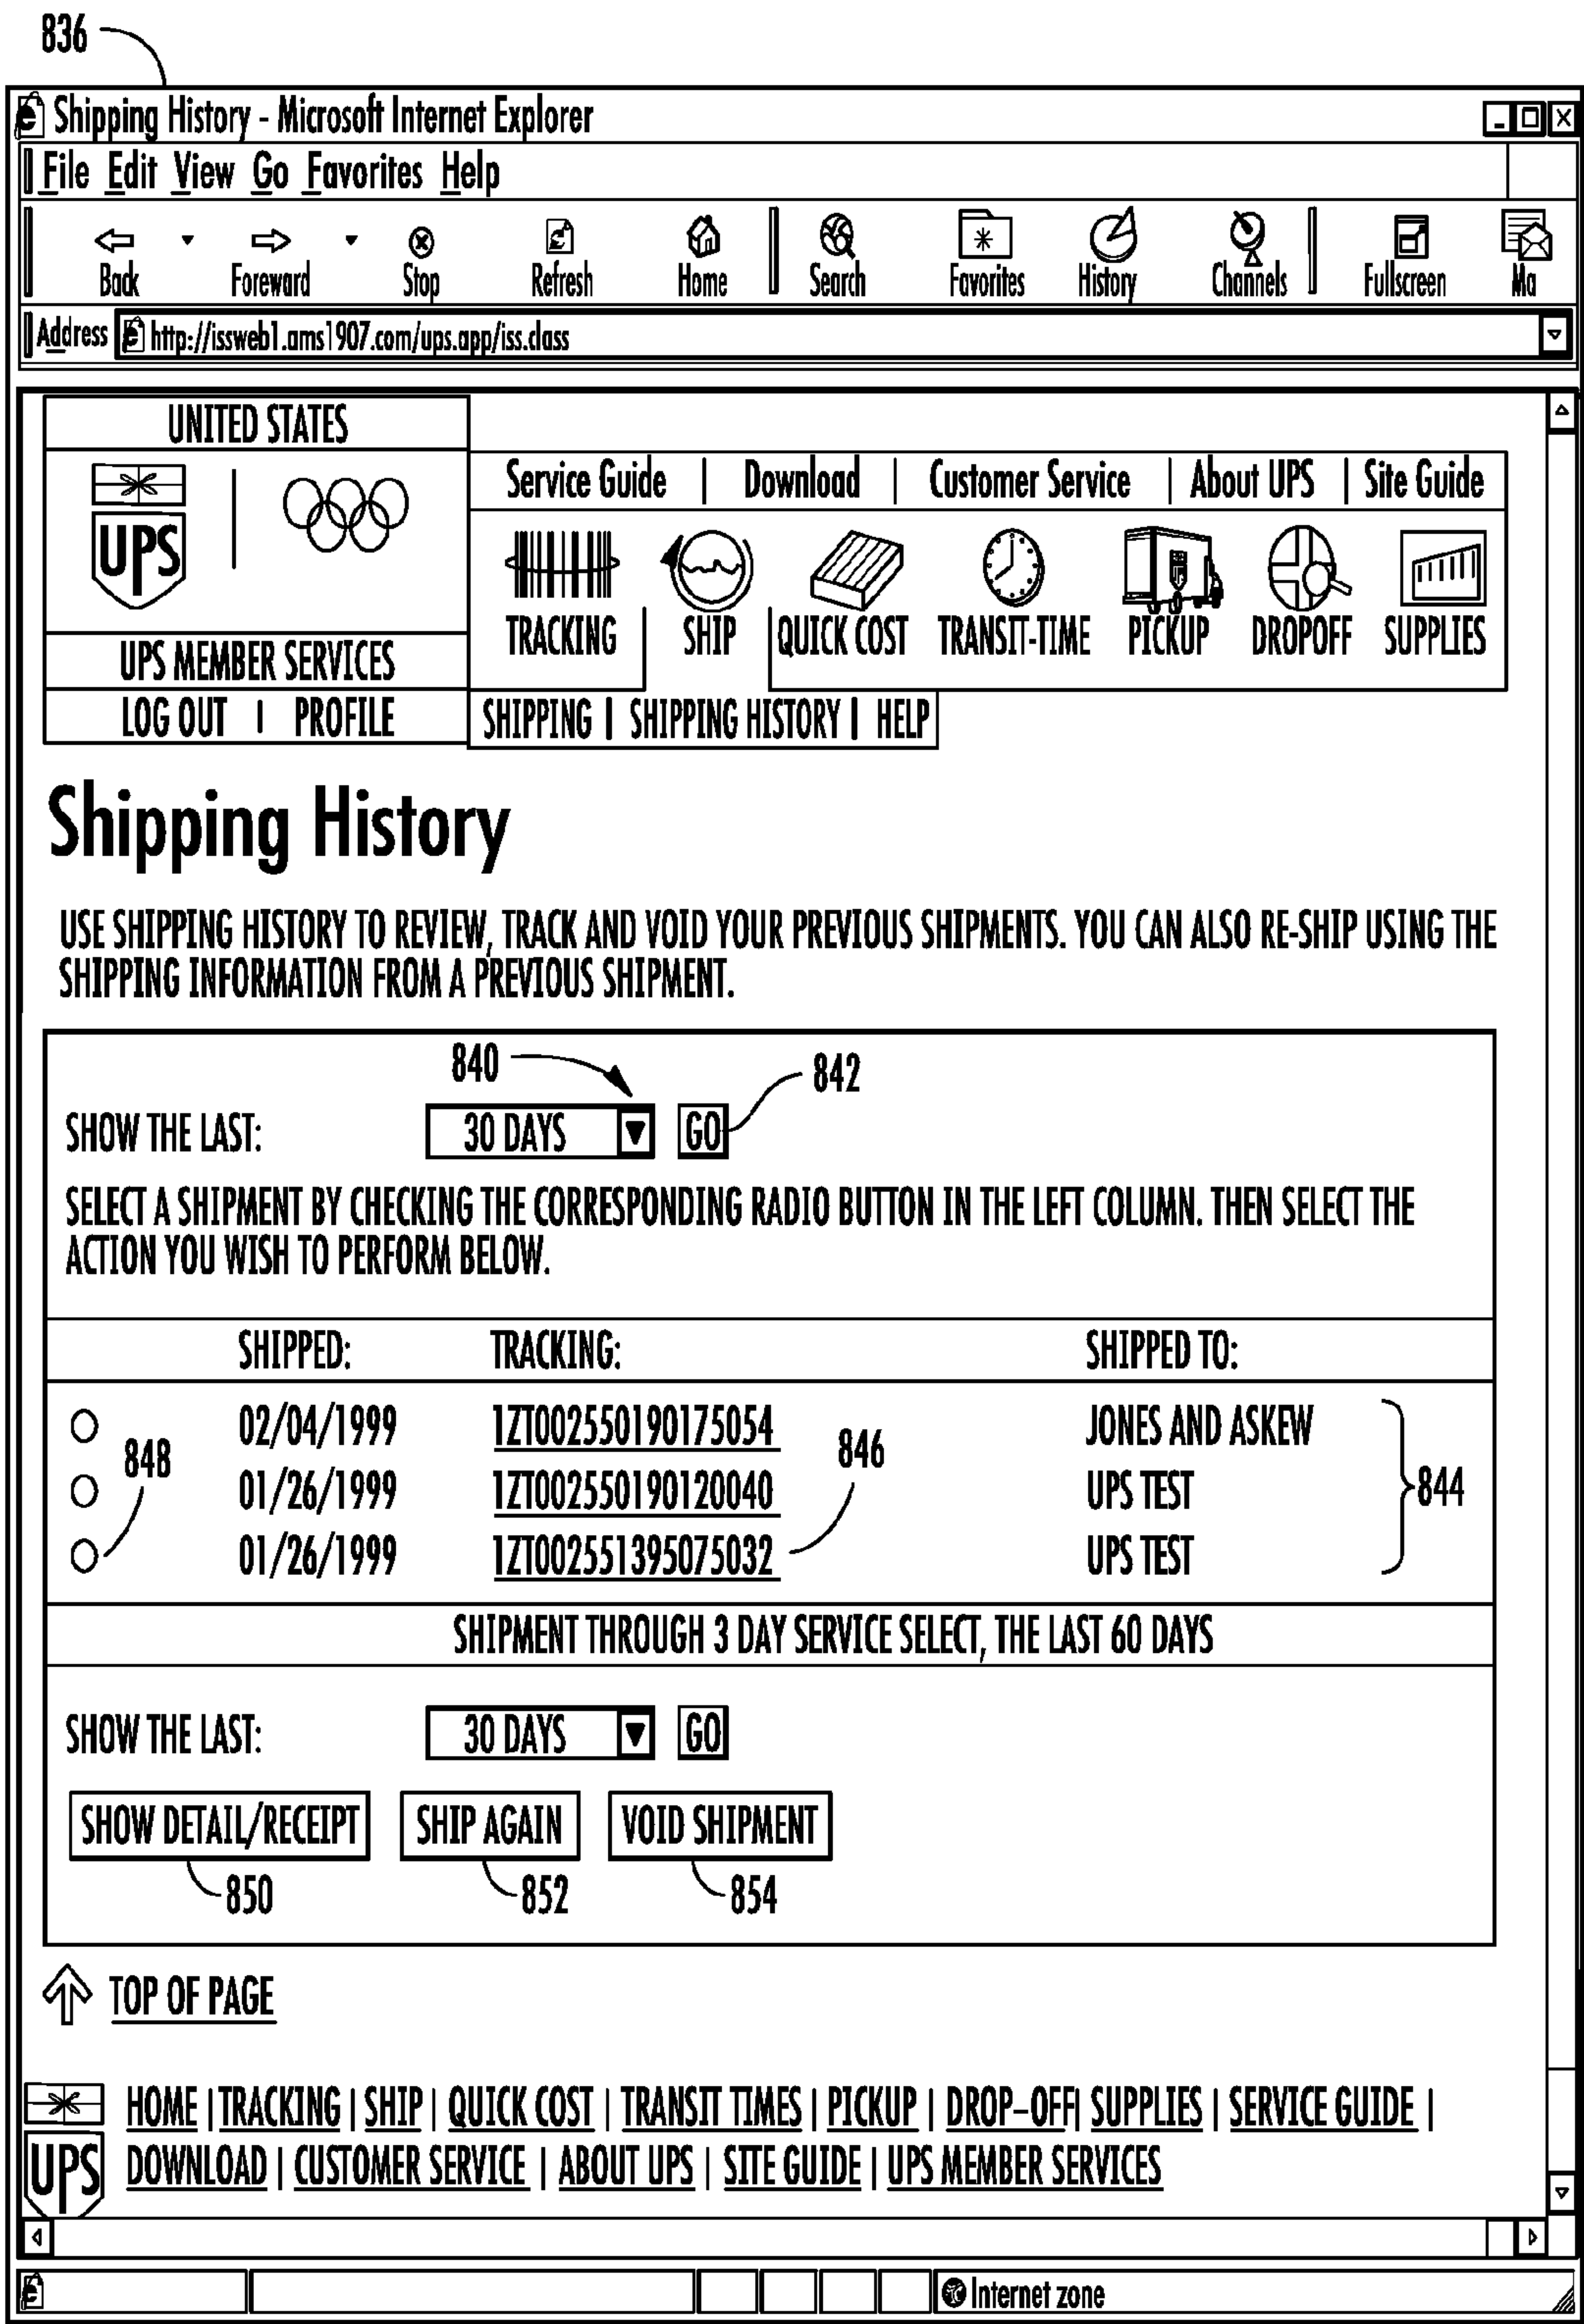 836
Shipping History - Microsoft Internet Explorer
File Edit View Go Favorites Help
Back Foreward Stop Refresh Home Search Favorites History Channels Fullscreen Ma
Address http://issweb1.ams1907.com/ups.app/iss.class
UNITED STATES
Service Guide | Download | Customer Service | About UPS | Site Guide
UPS
UPS
TRACKING | SHIP | QUICK COST TRANSIT-TIME PICKUP DROPOFF SUPPLIES
UPS MEMBER SERVICES
LOG OUT | PROFILE
SHIPPING | SHIPPING HISTORY | HELP
Shipping History
USE SHIPPING HISTORY TO REVIEW, TRACK AND VOID YOUR PREVIOUS SHIPMENTS. YOU CAN ALSO RE-SHIP USING THE
SHIPPING INFORMATION FROM A PREVIOUS SHIPMENT.
840
842
SHOW THE LAST: 30 DAYS GO
SELECT A SHIPMENT BY CHECKING THE CORRESPONDING RADIO BUTTON IN THE LEFT COLUMN. THEN SELECT THE
ACTION YOU WISH TO PERFORM BELOW.
SHIPPED: TRACKING: SHIPPED TO:
02/04/1999 1ZT002550190175054 JONES AND ASKEW
848
846
01/26/1999 1ZT002550190120040 UPS TEST
844
01/26/1999 1ZT002551395075032 UPS TEST
SHIPMENT THROUGH 3 DAY SERVICE SELECT, THE LAST 60 DAYS
SHOW THE LAST: 30 DAYS GO
SHOW DETAIL/RECEIPT SHIP AGAIN VOID SHIPMENT
850 852 854
TOP OF PAGE
HOME | TRACKING | SHIP | QUICK COST | TRANSIT TIMES | PICKUP | DROP-OFF | SUPPLIES | SERVICE GUIDE |
UPS
DOWNLOAD | CUSTOMER SERVICE | ABOUT UPS | SITE GUIDE | UPS MEMBER SERVICES
Internet zone